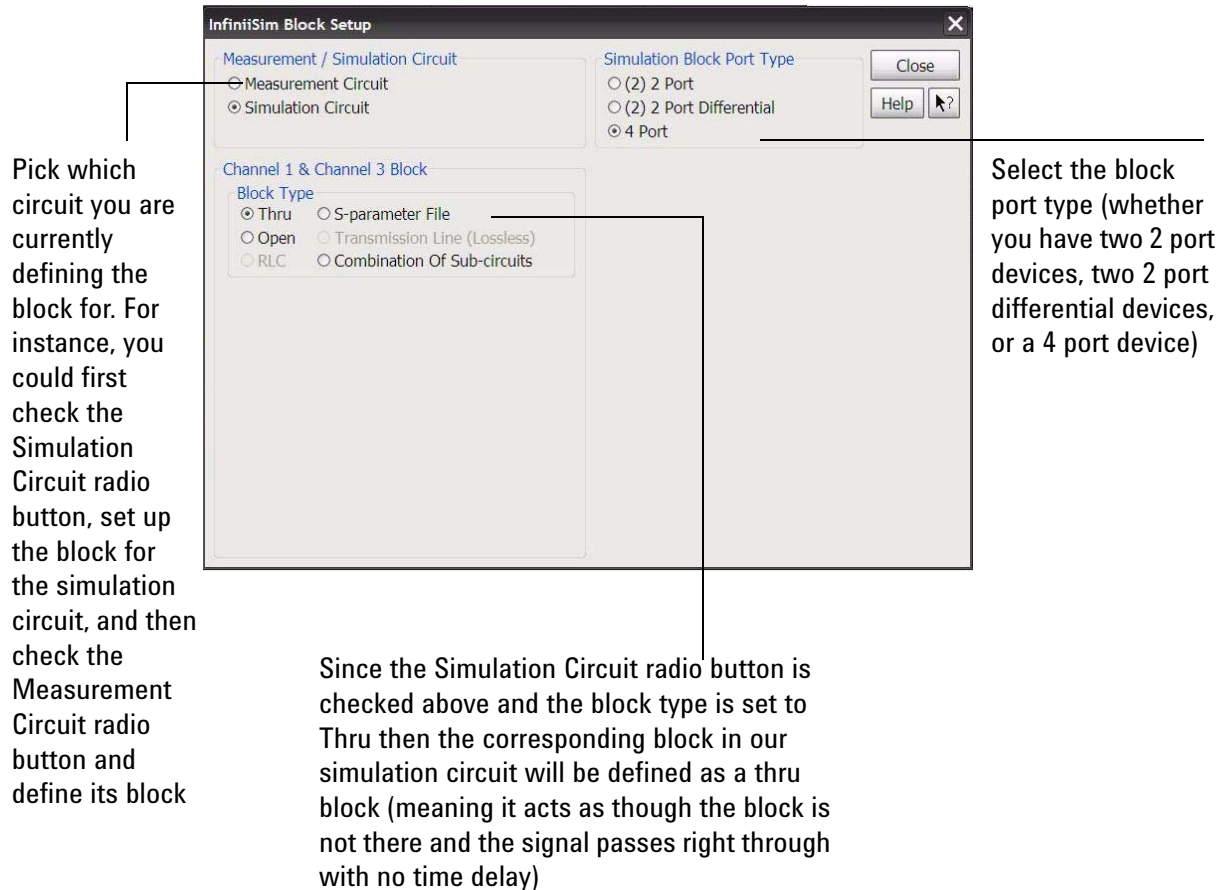 InfiniiSim Block Setup
Measurement / Simulation Circuit
Measurement Circuit
Simulation Circuit
Simulation Block Port Type
(2) 2 Port
(2) 2 Port Differential
4 Port
Close
Help
?
Channel 1 & Channel 3 Block
Block Type
Thru
S-parameter File
Open
Transmission Line (Lossless)
RLC
Combination Of Sub-circuits
Pick which
circuit you are
currently
defining the
block for. For
instance, you
could first
check the
Simulation
Circuit radio
button, set up
the block for
the simulation
circuit, and then
check the
Measurement
Circuit radio
button and
define its block
Select the block
port type (whether
you have two 2 port
devices, two 2 port
differential devices,
or a 4 port device)
Since the Simulation Circuit radio button is
checked above and the block type is set to
Thru then the corresponding block in our
simulation circuit will be defined as a thru
block (meaning it acts as though the block is
not there and the signal passes right through
with no time delay)